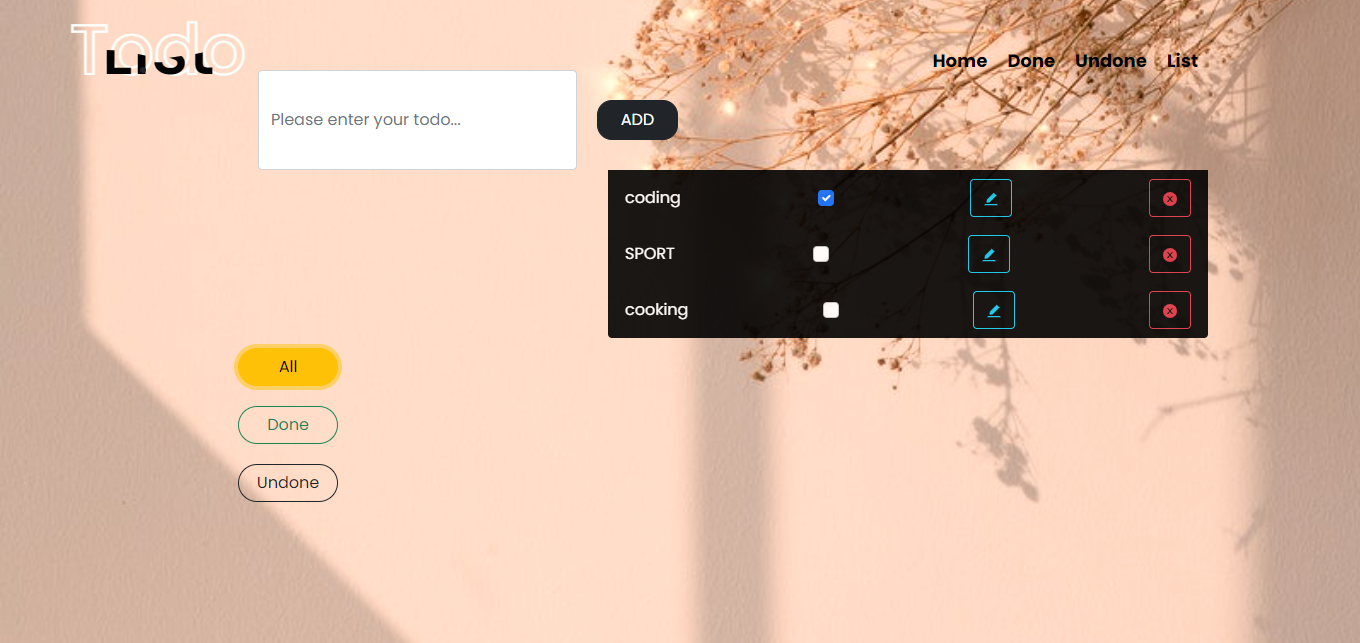 Todo
List
Home Done Undone List
Please enter your todo...
ADD
coding
SPORT
cooking
All
Done
Undone